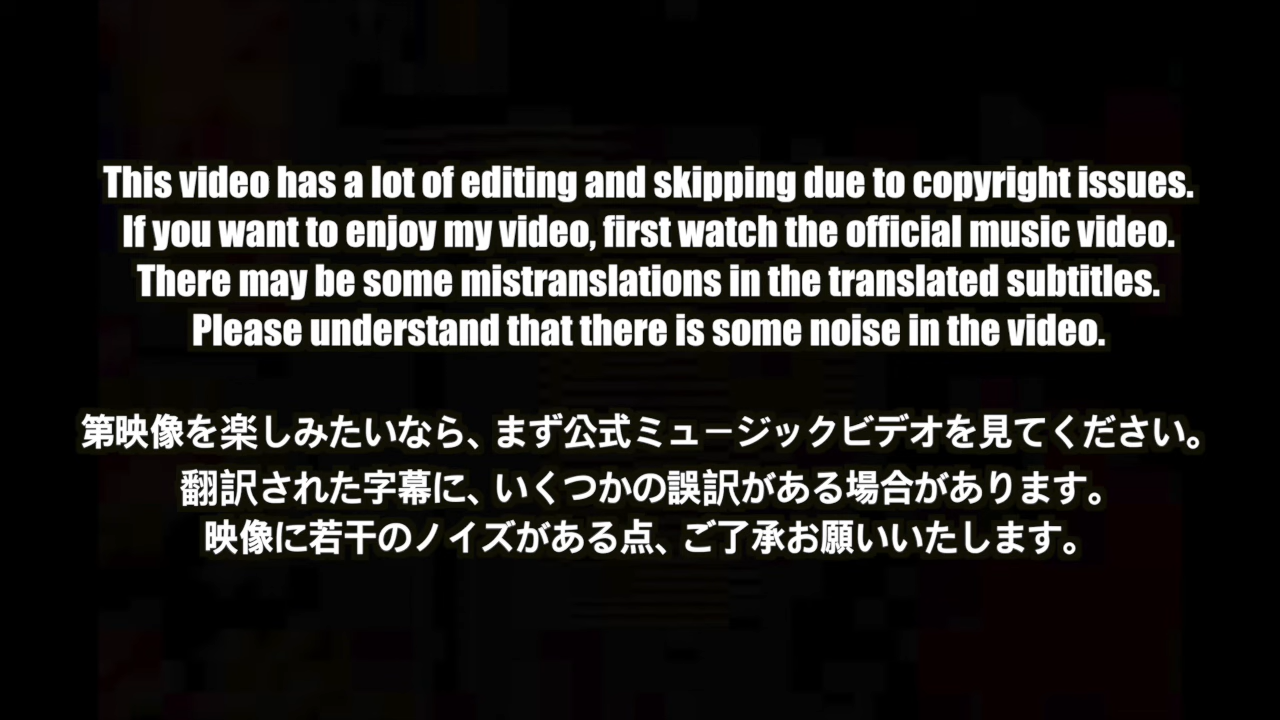 This video has a lot of editing and skipping due to copyright issues.
If you want to enjoy my video, first watch the official music video.
There may be some mistranslations in the translated subtitles.
Please understand that there is some noise in the video.
第映像を楽しみたいなら、まず公式ミュージックビデオを見てください。
翻訳された字幕に、いくつかの誤訳がある場合があります。
映像に若干のノイズがある点、ご了承お願いいたします。